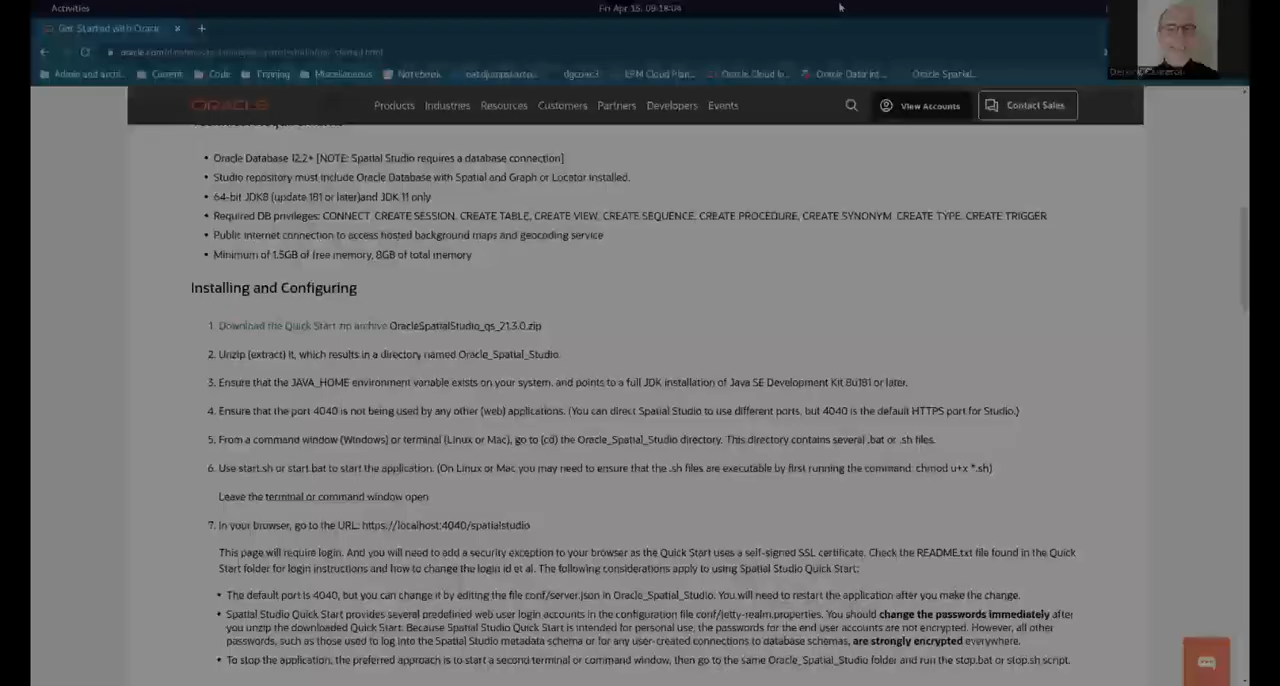 Activities
Fri Apr 15, 09:18:04
Get Started with Oracle
Admin and archi... Current Code Training Miscellaneous Notebook dgcoac3 ERM Cloud Plan... Oracle Cloud In... Oracle Data Int... Oracle Spatial...
ORACLE Products Industries Resources Customers Partners Developers Events View Accounts Contact Sales
• Oracle Database 12.2+ [NOTE: Spatial Studio requires a database connection]
• Studio repository must include Oracle Database with Spatial and Graph or Locator installed.
• 64-bit JDK8 (update 181 or later)and JDK 11 only
• Required DB privileges: CONNECT, CREATE SESSION, CREATE TABLE, CREATE VIEW, CREATE SEQUENCE, CREATE PROCEDURE, CREATE SYNONYM, CREATE TYPE, CREATE TRIGGER
• Public internet connection to access hosted background maps and geocoding service
• Minimum of 1.5GB of free memory, 8GB of total memory
Installing and Configuring
1. Download the Quick Start zip archive OracleSpatialStudio_qs_21.3.0.zip
2. Unzip (extract) it, which results in a directory named Oracle_Spatial_Studio.
3. Ensure that the JAVA_HOME environment variable exists on your system, and points to a full JDK installation of Java SE Development Kit 8u181 or later.
4. Ensure that the port 4040 is not being used by any other (web) applications. (You can direct Spatial Studio to use different ports, but 4040 is the default HTTPS port for Studio.)
5. From a command window (Windows) or terminal (Linux or Mac), go to (cd) the Oracle_Spatial_Studio directory. This directory contains several .bat or .sh files.
6. Use start.sh or start.bat to start the application. (On Linux or Mac you may need to ensure that the .sh files are executable by first running the command: chmod u+x *.sh)
Leave the terminal or command window open
7. In your browser, go to the URL: https://localhost:4040/spatialstudio
This page will require login. And you will need to add a security exception to your browser as the Quick Start uses a self-signed SSL certificate. Check the README.txt file found in the Quick
Start folder for login instructions and how to change the login id et al. The following considerations apply to using Spatial Studio Quick Start:
• The default port is 4040, but you can change it by editing the file conf/server.json in Oracle_Spatial_Studio. You will need to restart the application after you make the change.
• Spatial Studio Quick Start provides several predefined web user login accounts in the configuration file conf/jetty-realm.properties. You should change the passwords immediately after
you unzip the downloaded Quick Start. Because Spatial Studio Quick Start is intended for personal use, the passwords for the end user accounts are not encrypted. However, all other
passwords, such as those used to log into the Spatial Studio metadata schema or for any user-created connections to database schemas, are strongly encrypted everywhere.
• To stop the application, the preferred approach is to start a second terminal or command window, then go to the same Oracle_Spatial_Studio folder and run the stop.bat or stop.sh script.